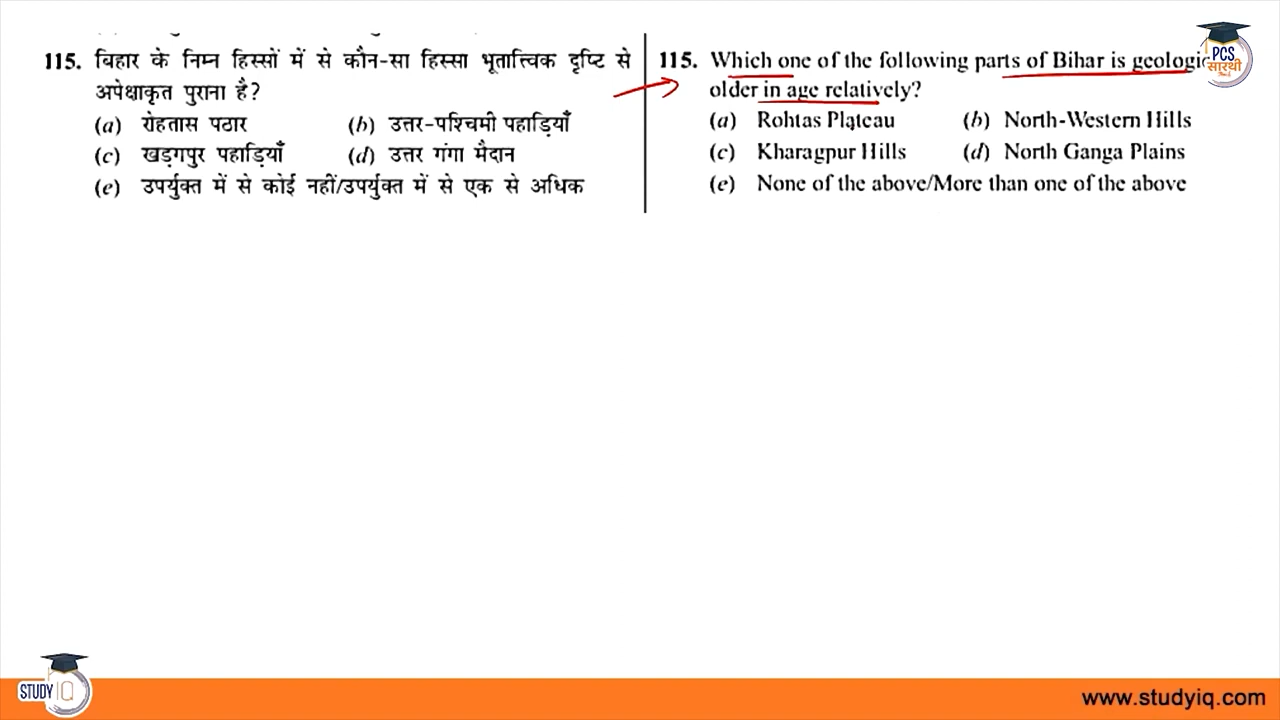 115. बिहार के निम्न हिस्सों में से कौन-सा हिस्सा भूतात्त्विक दृष्टि से
अपेक्षाकृत पुराना है?
(a) रोहतास पठार (b) उत्तर-पश्चिमी पहाड़ियाँ
(c) खड़गपुर पहाड़ियाँ (d) उत्तर गंगा मैदान
(e) उपर्युक्त में से कोई नहीं/उपर्युक्त में से एक से अधिक
115. Which one of the following parts of Bihar is geologic
older in age relatively?
(a) Rohtas Plateau (b) North-Western Hills
(c) Kharagpur Hills (d) North Ganga Plains
(e) None of the above/More than one of the above
PCS
सारथी
STUDY IQ
www.studyiq.com